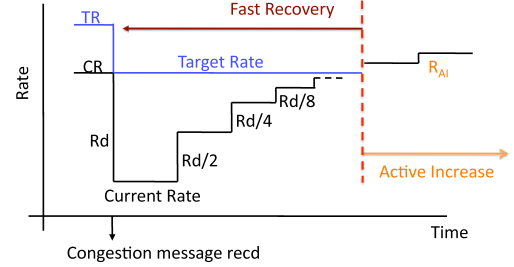 TR
Fast Recovery
CR
Target Rate
R_AI
Rate
Rd
Rd/2
Rd/4
Rd/8
Active Increase
Current Rate
Time
Congestion message recd